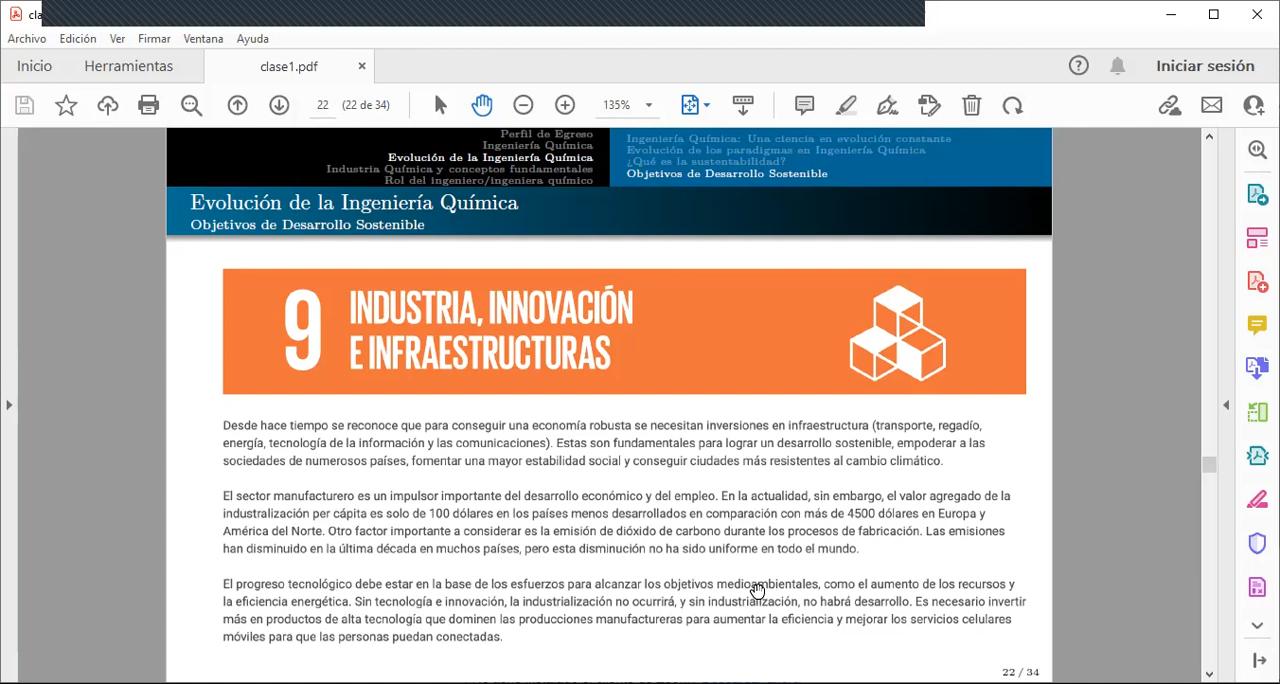 cla
Archivo Edición Ver Firmar Ventana Ayuda
Inicio Herramientas clase1.pdf × Iniciar sesión
22 (22 de 34) 135%
Perfil de Egreso
Ingeniería Química
Evolución de la Ingeniería Química
Industria Química y conceptos fundamentales
Rol del ingeniero/ingeniera químico
Ingeniería Química: Una ciencia en evolución constante
Evolución de los paradigmas en Ingeniería Química
¿Qué es la sustentabilidad?
Objetivos de Desarrollo Sostenible
Evolución de la Ingeniería Química
Objetivos de Desarrollo Sostenible
9 INDUSTRIA, INNOVACIÓN
E INFRAESTRUCTURAS
Desde hace tiempo se reconoce que para conseguir una economía robusta se necesitan inversiones en infraestructura (transporte, regadío,
energía, tecnología de la información y las comunicaciones). Estas son fundamentales para lograr un desarrollo sostenible, empoderar a las
sociedades de numerosos países, fomentar una mayor estabilidad social y conseguir ciudades más resistentes al cambio climático.
El sector manufacturero es un impulsor importante del desarrollo económico y del empleo. En la actualidad, sin embargo, el valor agregado de la
industralización per cápita es solo de 100 dólares en los países menos desarrollados en comparación con más de 4500 dólares en Europa y
América del Norte. Otro factor importante a considerar es la emisión de dióxido de carbono durante los procesos de fabricación. Las emisiones
han disminuido en la última década en muchos países, pero esta disminución no ha sido uniforme en todo el mundo.
El progreso tecnológico debe estar en la base de los esfuerzos para alcanzar los objetivos medioambientales, como el aumento de los recursos y
la eficiencia energética. Sin tecnología e innovación, la industrialización no ocurrirá, y sin industrialización, no habrá desarrollo. Es necesario invertir
más en productos de alta tecnología que dominen las producciones manufactureras para aumentar la eficiencia y mejorar los servicios celulares
móviles para que las personas puedan conectadas.
22 / 34